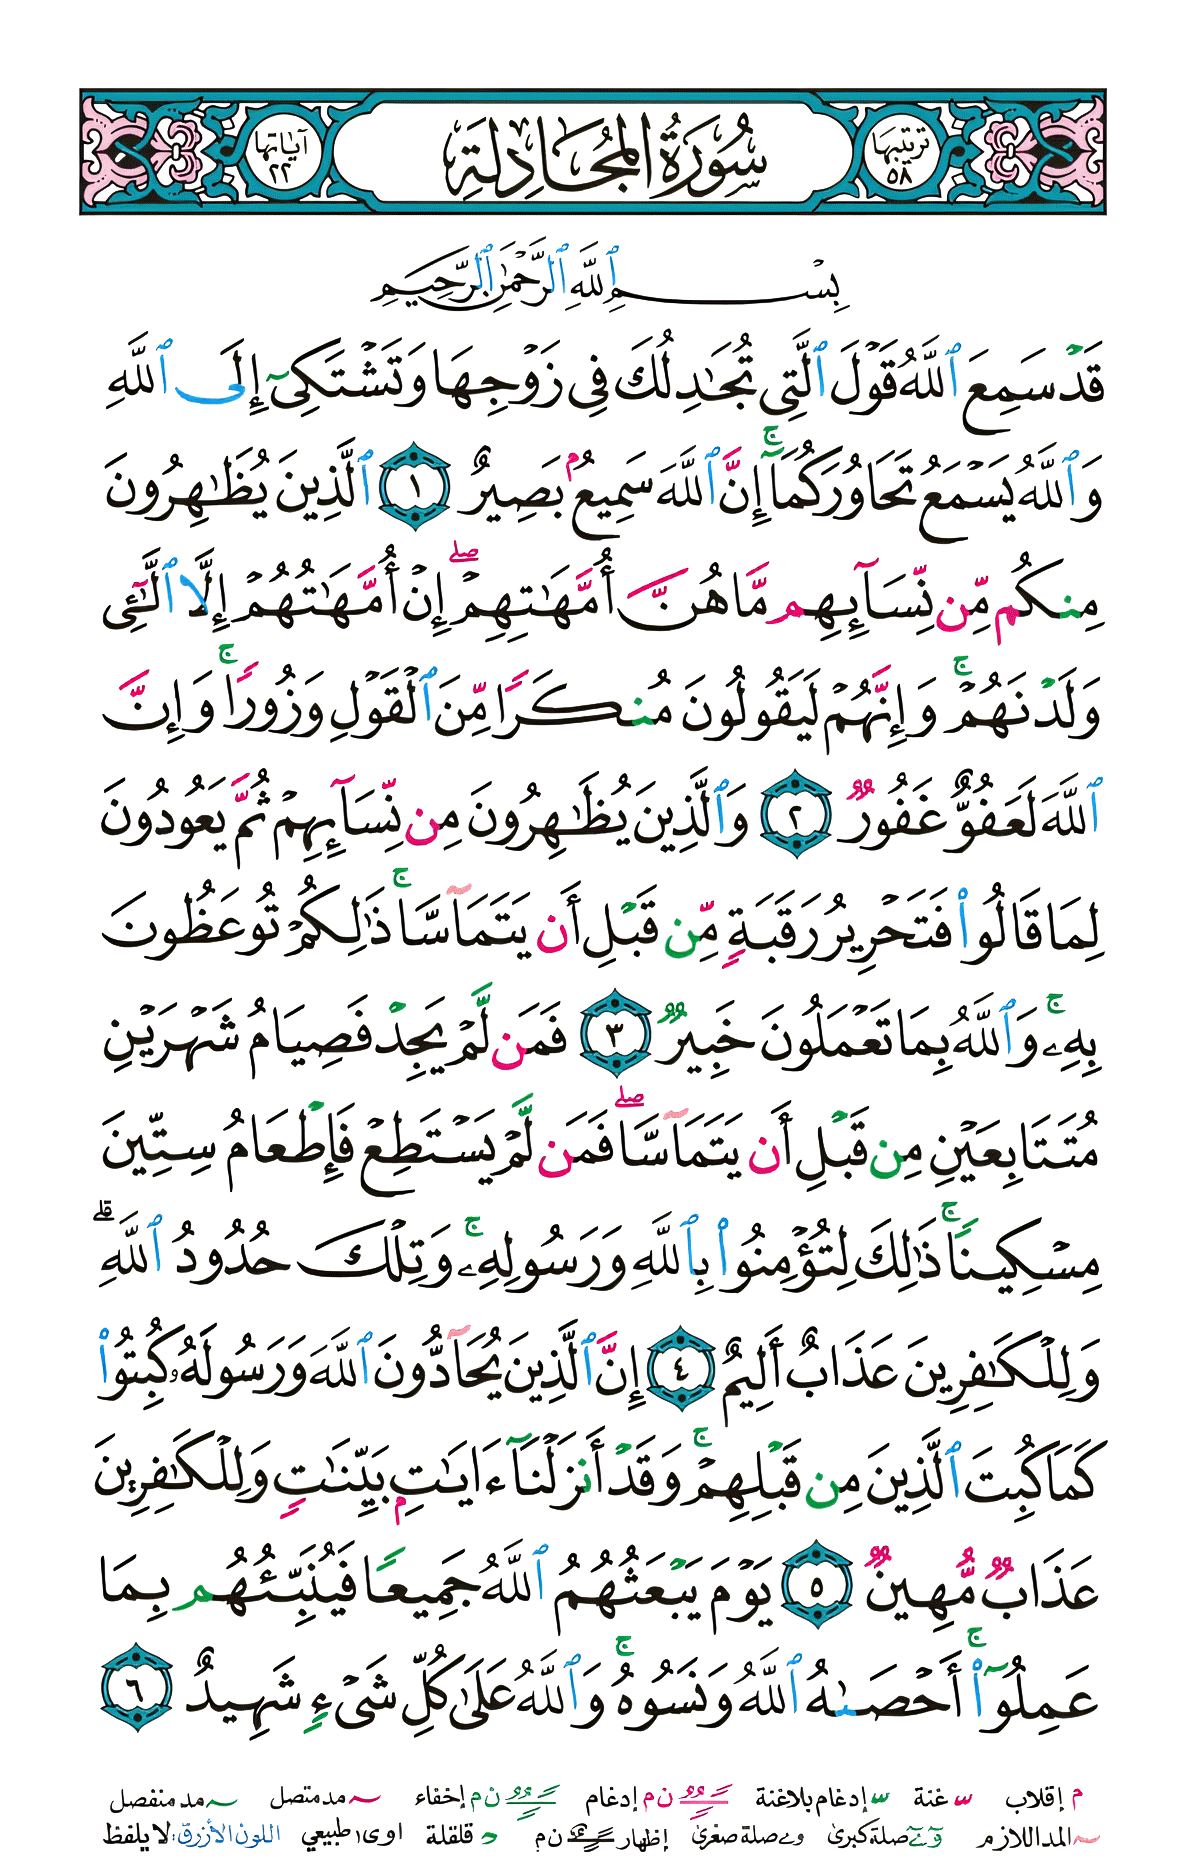 ترتيبها ٥٨ سُورَةُ المُجَادِلَةِ آياتها ٢٢
بِسْمِ ٱللَّهِ ٱلرَّحْمَٰنِ ٱلرَّحِيمِ
قَدْ سَمِعَ ٱللَّهُ قَوْلَ ٱلَّتِي تُجَٰدِلُكَ فِي زَوْجِهَا وَتَشْتَكِيٓ إِلَى ٱللَّهِ
وَٱللَّهُ يَسْمَعُ تَحَاوُرَكُمَآۚ إِنَّ ٱللَّهَ سَمِيعُۢ بَصِيرٌ ١ ٱلَّذِينَ يُظَٰهِرُونَ
مِنكُم مِّن نِّسَآئِهِم مَّا هُنَّ أُمَّهَٰتِهِمْۖ إِنْ أُمَّهَٰتُهُمْ إِلَّا ٱلَّٰٓـِٔي
وَلَدْنَهُمْۚ وَإِنَّهُمْ لَيَقُولُونَ مُنكَرًا مِّنَ ٱلْقَوْلِ وَزُورًاۚ وَإِنَّ
ٱللَّهَ لَعَفُوٌّ غَفُورٌ ٢ وَٱلَّذِينَ يُظَٰهِرُونَ مِن نِّسَآئِهِمْ ثُمَّ يَعُودُونَ
لِمَا قَالُوا۟ فَتَحْرِيرُ رَقَبَةٍ مِّن قَبْلِ أَن يَتَمَآسَّاۚ ذَٰلِكُمْ تُوعَظُونَ
بِهِۦۚ وَٱللَّهُ بِمَا تَعْمَلُونَ خَبِيرٌ ٣ فَمَن لَّمْ يَجِدْ فَصِيَامُ شَهْرَيْنِ
مُتَتَابِعَيْنِ مِن قَبْلِ أَن يَتَمَآسَّاۖ فَمَن لَّمْ يَسْتَطِعْ فَإِطْعَامُ سِتِّينَ
مِسْكِينًاۚ ذَٰلِكَ لِتُؤْمِنُوا۟ بِٱللَّهِ وَرَسُولِهِۦۚ وَتِلْكَ حُدُودُ ٱللَّهِۗ
وَلِلْكَٰفِرِينَ عَذَابٌ أَلِيمٌ ٤ إِنَّ ٱلَّذِينَ يُحَآدُّونَ ٱللَّهَ وَرَسُولَهُۥ كُبِتُوا۟
كَمَا كُبِتَ ٱلَّذِينَ مِن قَبْلِهِمْۚ وَقَدْ أَنزَلْنَآ ءَايَٰتِۭ بَيِّنَٰتٍ وَلِلْكَٰفِرِينَ
عَذَابٌ مُّهِينٌ ٥ يَوْمَ يَبْعَثُهُمُ ٱللَّهُ جَمِيعًا فَيُنَبِّئُهُم بِمَا
عَمِلُوٓا۟ۚ أَحْصَىٰهُ ٱللَّهُ وَنَسُوهُۚ وَٱللَّهُ عَلَىٰ كُلِّ شَيْءٍ شَهِيدٌ ٦
م إقلاب غنة إدغام بلاغنة ن م إدغام ن م إخفاء مد متصل مد منفصل
المد اللازم صلة كبرى و ے صلة صغرى إظهار ن م قلقلة اوى طبيعي اللون الأزرق: لا يلفظ